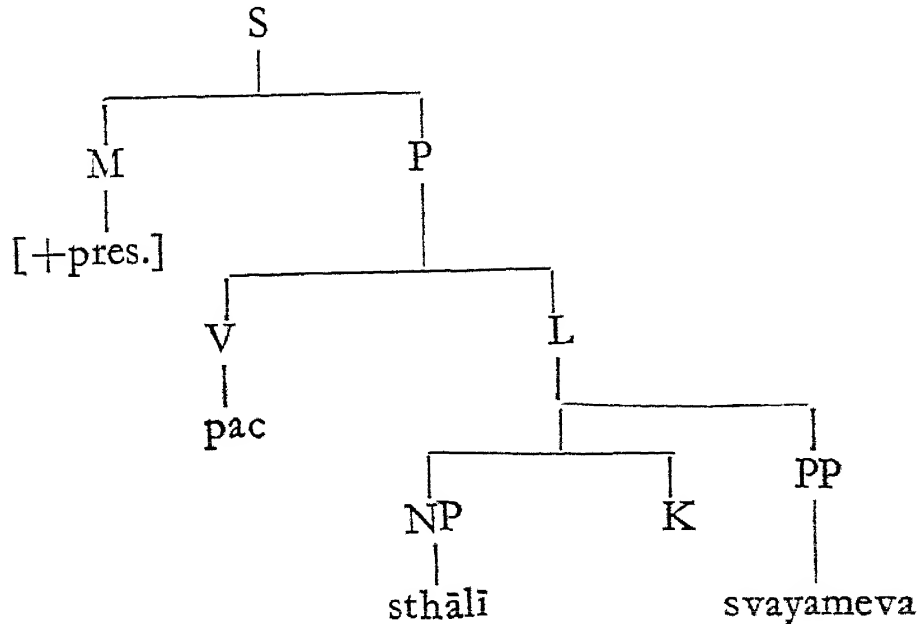 S
M P
[+pres.]
V L
pac
NP K PP
sthālī svayameva